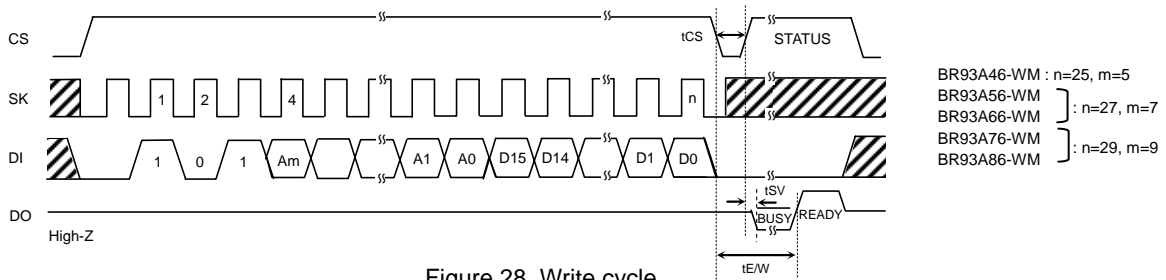 CS
tCS
STATUS
SK
1 2 4 n
DI
1 0 1 Am A1 A0 D15 D14 D1 D0
tSV
DO
BUSY READY
High-Z
tE/W
Figure 28. Write cycle
BR93A46-WM : n=25, m=5
BR93A56-WM
BR93A66-WM : n=27, m=7
BR93A76-WM
BR93A86-WM : n=29, m=9